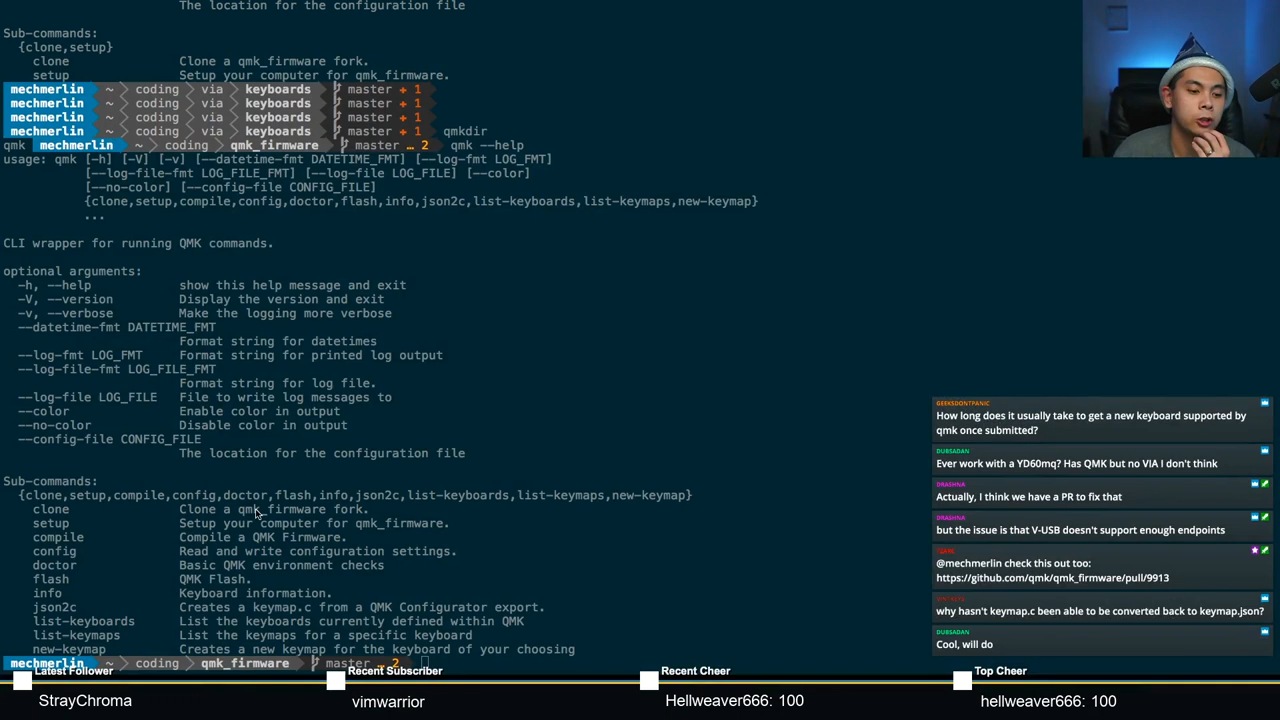 The location for the configuration file
Sub-commands:
{clone,setup}
clone Clone a qmk_firmware fork.
setup Setup your computer for qmk_firmware.
mechmerlin ~ coding via keyboards master + 1
mechmerlin ~ coding via keyboards master + 1
mechmerlin ~ coding via keyboards master + 1
mechmerlin ~ coding via keyboards master + 1 qmkdir
qmk mechmerlin ~ coding qmk_firmware master … 2 qmk --help
usage: qmk [-h] [-V] [-v] [--datetime-fmt DATETIME_FMT] [--log-fmt LOG_FMT]
[--log-file-fmt LOG_FILE_FMT] [--log-file LOG_FILE] [--color]
[--no-color] [--config-file CONFIG_FILE]
{clone,setup,compile,config,doctor,flash,info,json2c,list-keyboards,list-keymaps,new-keymap}
...
CLI wrapper for running QMK commands.
optional arguments:
-h, --help show this help message and exit
-V, --version Display the version and exit
-v, --verbose Make the logging more verbose
--datetime-fmt DATETIME_FMT
Format string for datetimes
--log-fmt LOG_FMT Format string for printed log output
--log-file-fmt LOG_FILE_FMT
Format string for log file.
--log-file LOG_FILE File to write log messages to
--color Enable color in output
--no-color Disable color in output
--config-file CONFIG_FILE
The location for the configuration file
Sub-commands:
{clone,setup,compile,config,doctor,flash,info,json2c,list-keyboards,list-keymaps,new-keymap}
clone Clone a qmk_firmware fork.
setup Setup your computer for qmk_firmware.
compile Compile a QMK Firmware.
config Read and write configuration settings.
doctor Basic QMK environment checks
flash QMK Flash.
info Keyboard information.
json2c Creates a keymap.c from a QMK Configurator export.
list-keyboards List the keyboards currently defined within QMK
list-keymaps List the keymaps for a specific keyboard
new-keymap Creates a new keymap for the keyboard of your choosing
mechmerlin ~ coding qmk_firmware master … 2
GEEKSDONTPANIC
How long does it usually take to get a new keyboard supported by
qmk once submitted?
DUBSADAN
Ever work with a YD60mq? Has QMK but no VIA I don't think
DRASHNA
Actually, I think we have a PR to fix that
DRASHNA
but the issue is that V-USB doesn't support enough endpoints
@mechmerlin check this out too:
https://github.com/qmk/qmk_firmware/pull/9913
why hasn't keymap.c been able to be converted back to keymap.json?
DUBSADAN
Cool, will do
Latest Follower
StrayChroma
Recent Subscriber
vimwarrior
Recent Cheer
Hellweaver666: 100
Top Cheer
hellweaver666: 100